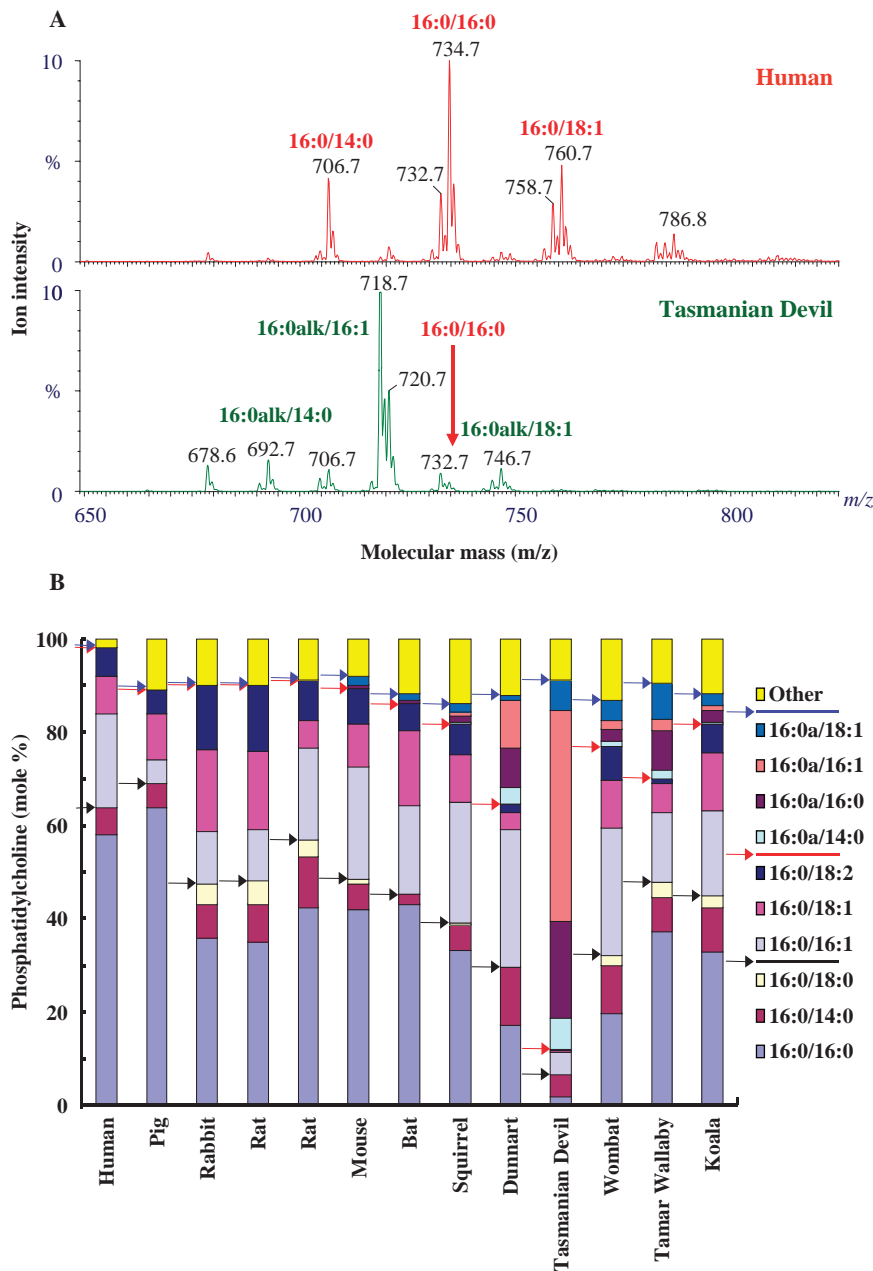 A
16:0/16:0
734.7
10
Human
16:0/14:0
706.7
16:0/18:1
760.7
732.7
758.7
%
786.8
0
Ion intensity
10
718.7
Tasmanian Devil
16:0alk/16:1
16:0/16:0
%
720.7
16:0alk/14:0
16:0alk/18:1
678.6
692.7
706.7
732.7
746.7
0
650
700
750
800
m/z
Molecular mass (m/z)
B
Phosphatidylcholine (mole %)
100
80
60
40
20
0
Other
16:0a/18:1
16:0a/16:1
16:0a/16:0
16:0a/14:0
16:0/18:2
16:0/18:1
16:0/16:1
16:0/18:0
16:0/14:0
16:0/16:0
Human
Pig
Rabbit
Rat
Rat
Mouse
Bat
Squirrel
Dunnart
Tasmanian Devil
Wombat
Tamar Wallaby
Koala